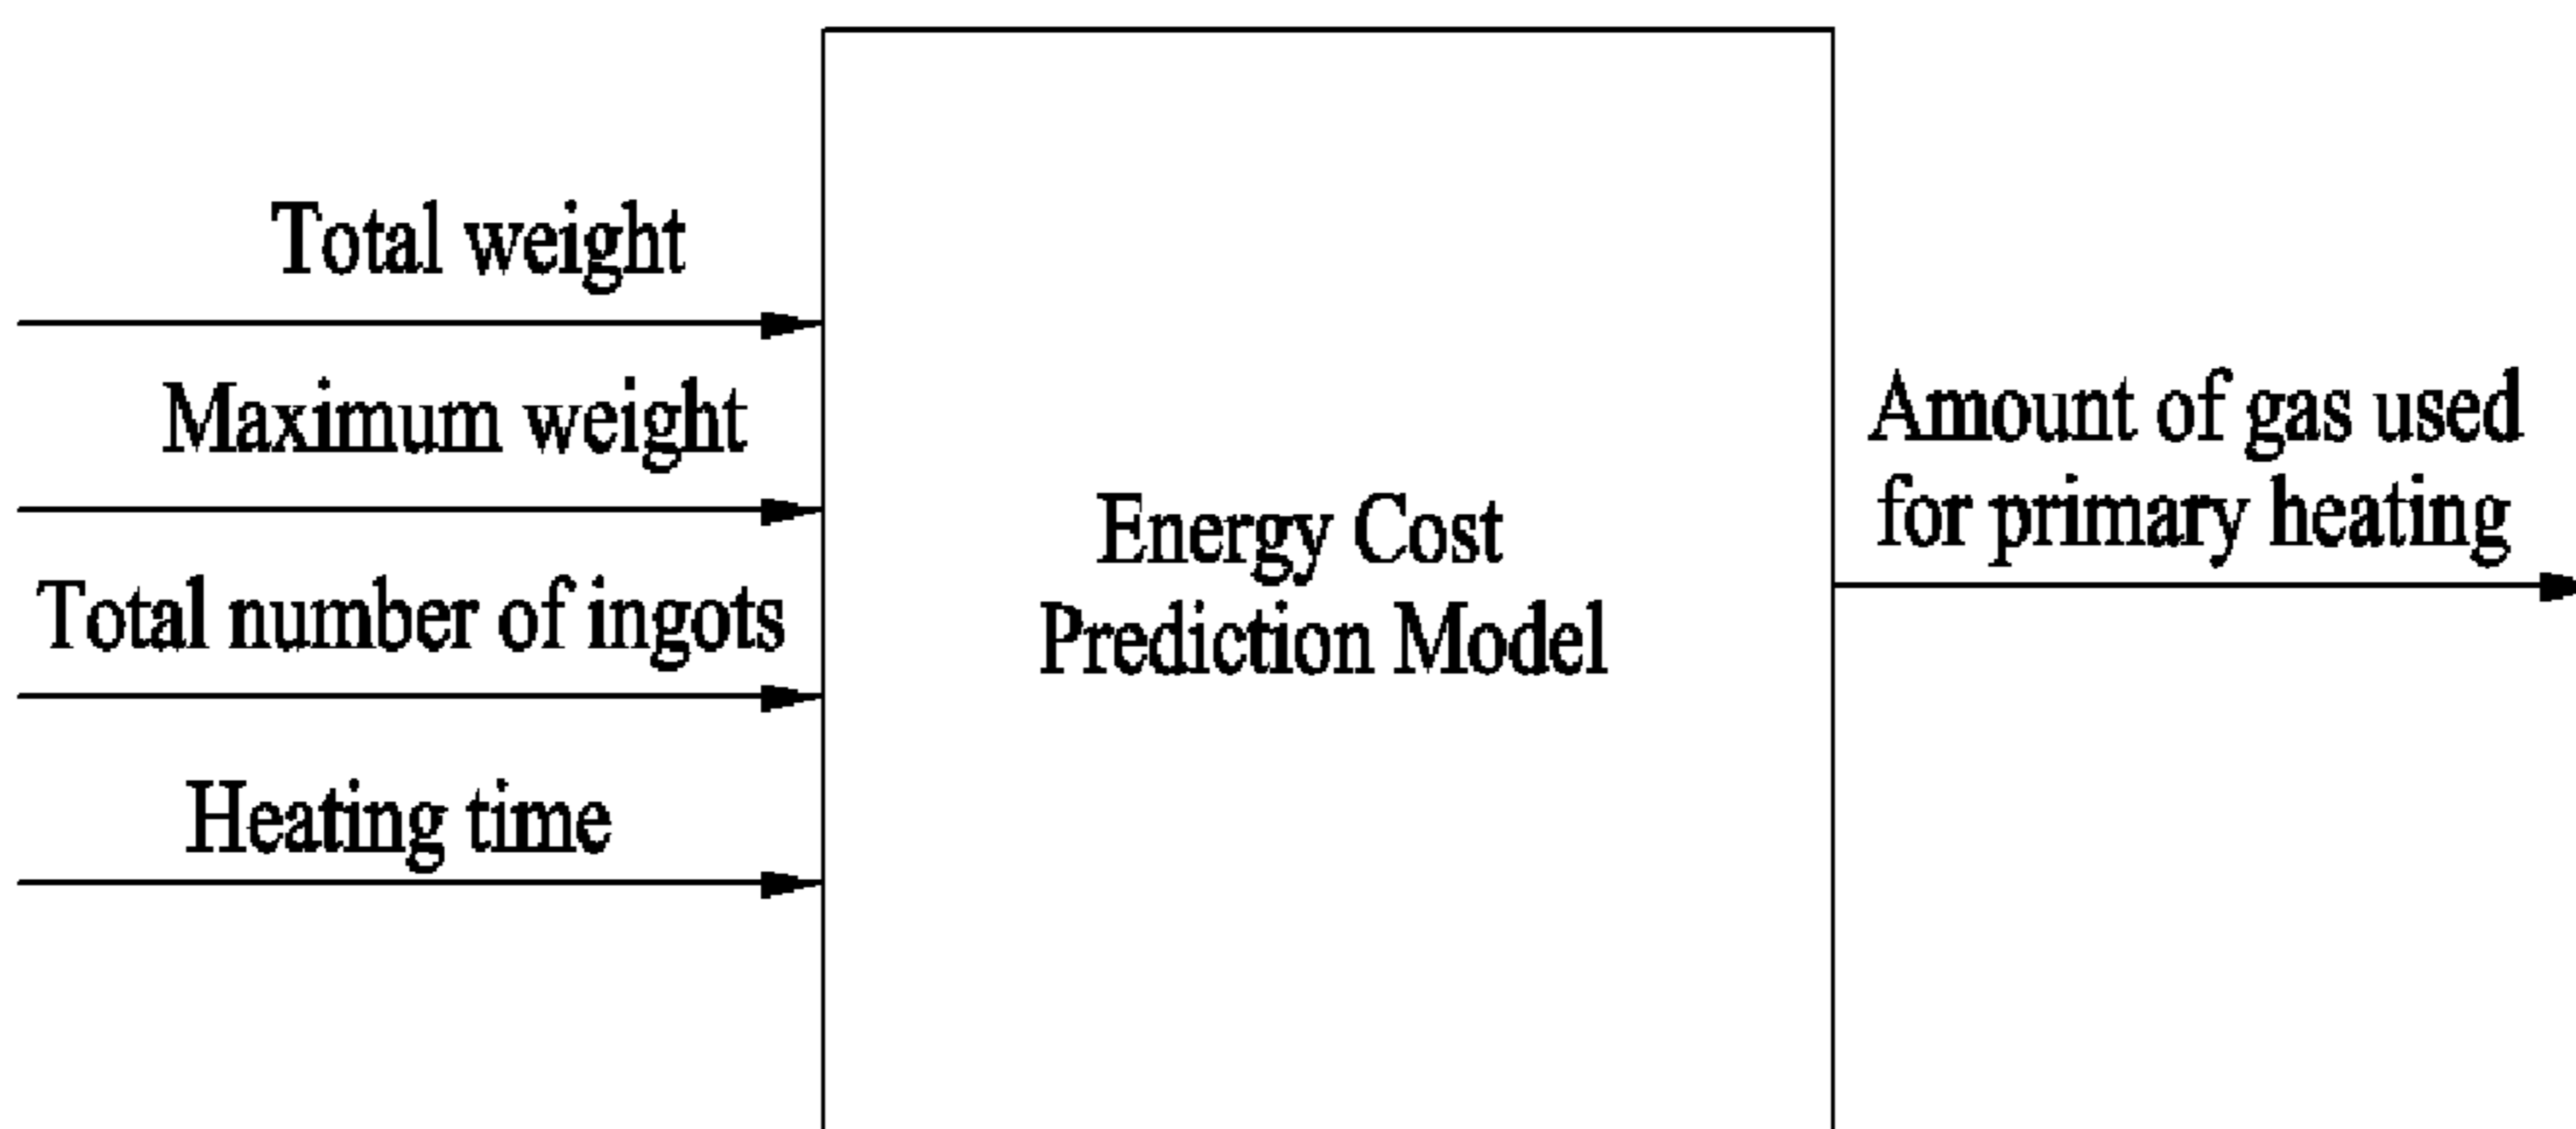 Total weight
Maximum weight
Total number of ingots
Heating time
Energy Cost
Prediction Model
Amount of gas used
for primary heating